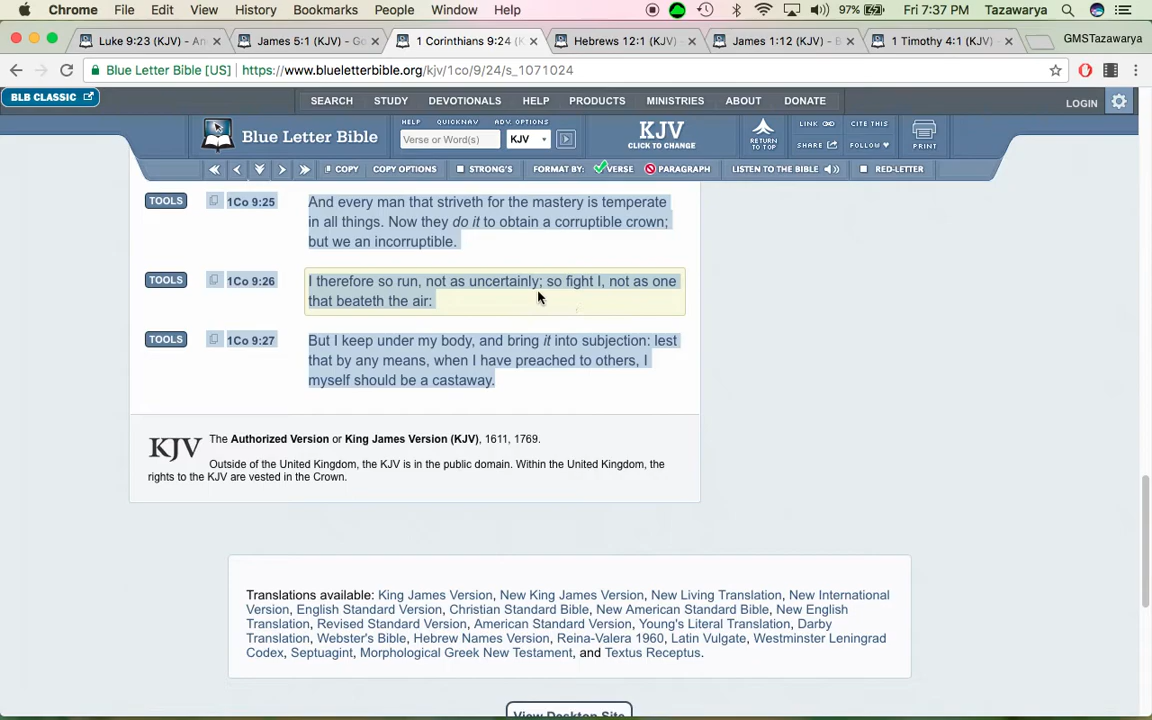 Chrome File Edit View History Bookmarks People Window Help 97% Fri 7:37 PM Tazawarya
Luke 9:23 (KJV) - An James 5:1 (KJV) - Go 1 Corinthians 9:24 (K Hebrews 12:1 (KJV) - James 1:12 (KJV) - B 1 Timothy 4:1 (KJV) - GMSTazawarya
Blue Letter Bible [US] https://www.blueletterbible.org/kjv/1co/9/24/s_1071024
BLB CLASSIC
SEARCH STUDY DEVOTIONALS HELP PRODUCTS MINISTRIES ABOUT DONATE LOGIN
HELP QUICKNAV ADV. OPTIONS
Blue Letter Bible Verse or Word(s) KJV
KJV
CLICK TO CHANGE
RETURN
TO TOP
LINK CITE THIS
SHARE FOLLOW
PRINT
COPY COPY OPTIONS STRONG'S FORMAT BY: VERSE PARAGRAPH LISTEN TO THE BIBLE RED-LETTER
TOOLS 1Co 9:25 And every man that striveth for the mastery is temperate
in all things. Now they do it to obtain a corruptible crown;
but we an incorruptible.
TOOLS 1Co 9:26 I therefore so run, not as uncertainly; so fight I, not as one
that beateth the air:
TOOLS 1Co 9:27 But I keep under my body, and bring it into subjection: lest
that by any means, when I have preached to others, I
myself should be a castaway.
KJV The Authorized Version or King James Version (KJV), 1611, 1769.
Outside of the United Kingdom, the KJV is in the public domain. Within the United Kingdom, the
rights to the KJV are vested in the Crown.
Translations available: King James Version, New King James Version, New Living Translation, New International
Version, English Standard Version, Christian Standard Bible, New American Standard Bible, New English
Translation, Revised Standard Version, American Standard Version, Young's Literal Translation, Darby
Translation, Webster's Bible, Hebrew Names Version, Reina-Valera 1960, Latin Vulgate, Westminster Leningrad
Codex, Septuagint, Morphological Greek New Testament, and Textus Receptus.
View Desktop Site